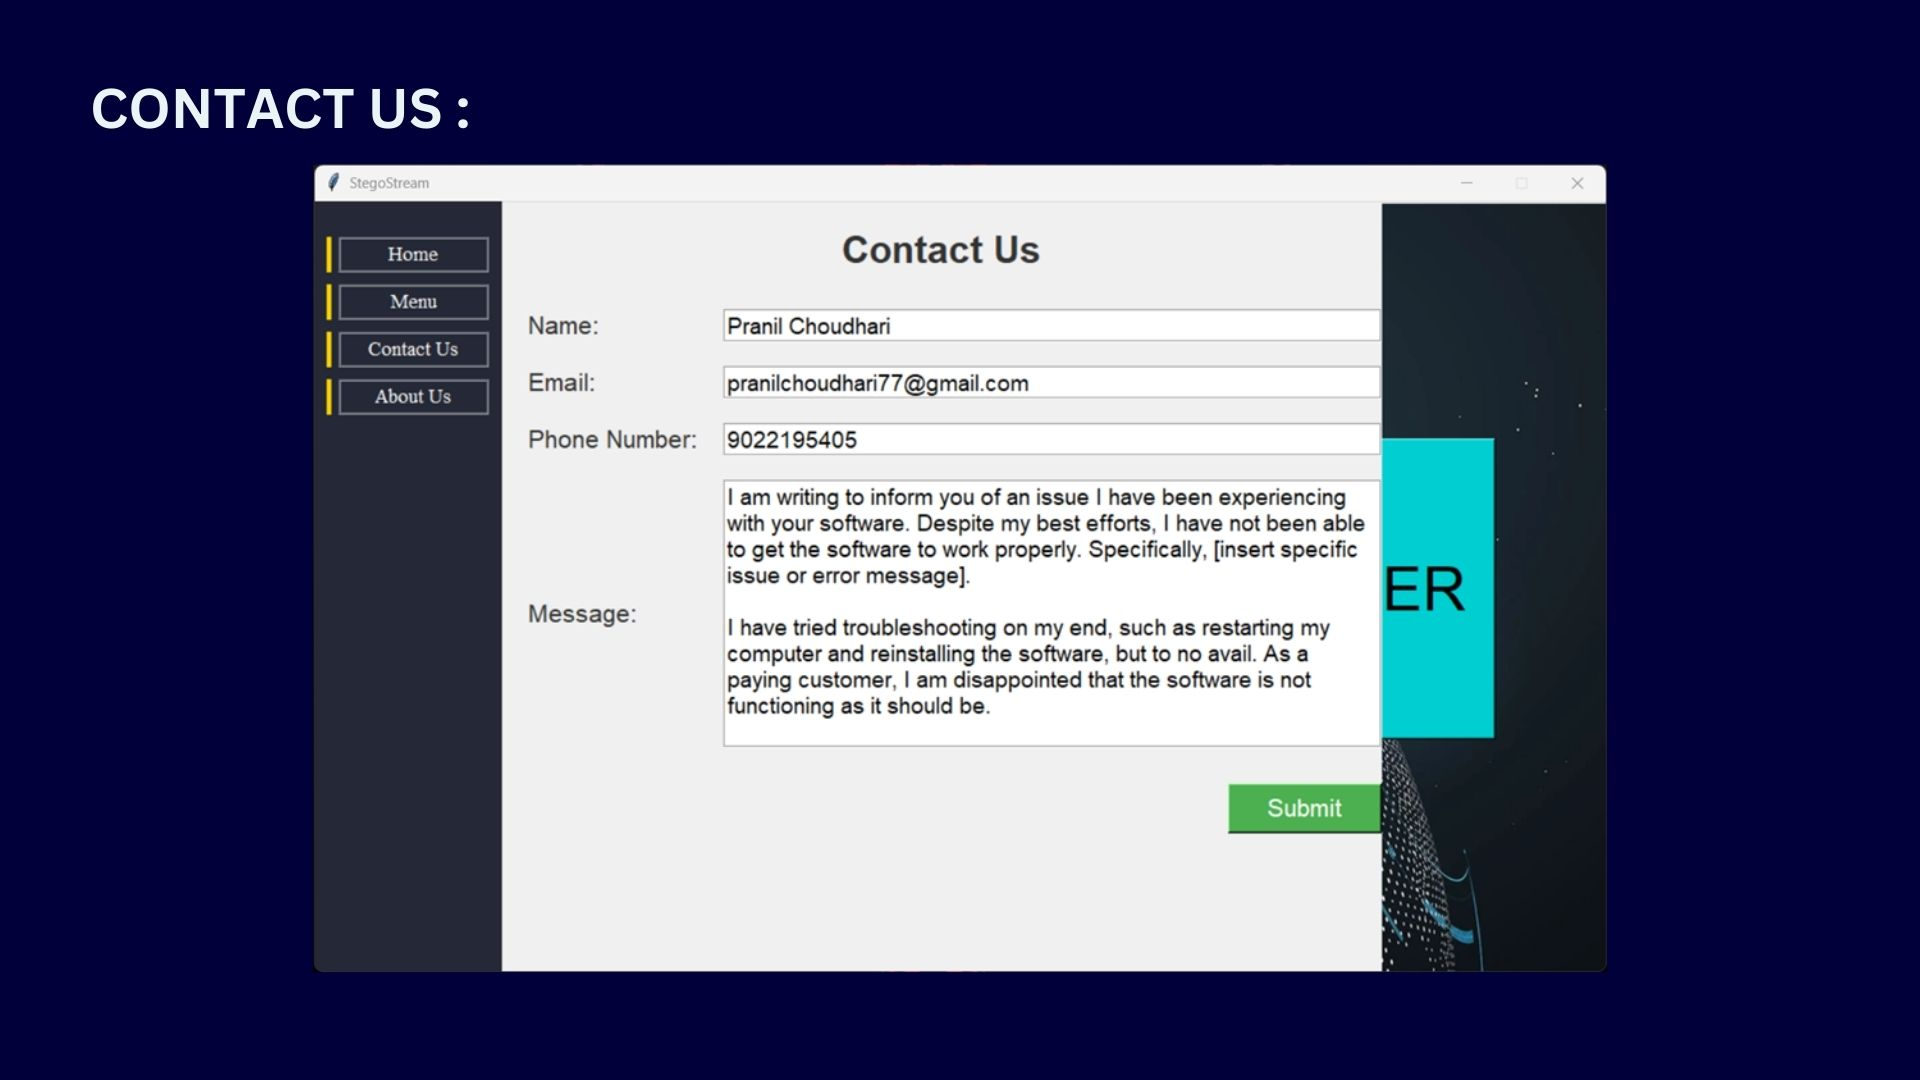 CONTACT US :
StegoStream
Home
Menu
Contact Us
About Us
Contact Us
Name:
Pranil Choudhari
Email:
pranilchoudhari77@gmail.com
Phone Number:
9022195405
Message:
I am writing to inform you of an issue I have been experiencing
with your software. Despite my best efforts, I have not been able
to get the software to work properly. Specifically, [insert specific
issue or error message].
I have tried troubleshooting on my end, such as restarting my
computer and reinstalling the software, but to no avail. As a
paying customer, I am disappointed that the software is not
functioning as it should be.
Submit
ER